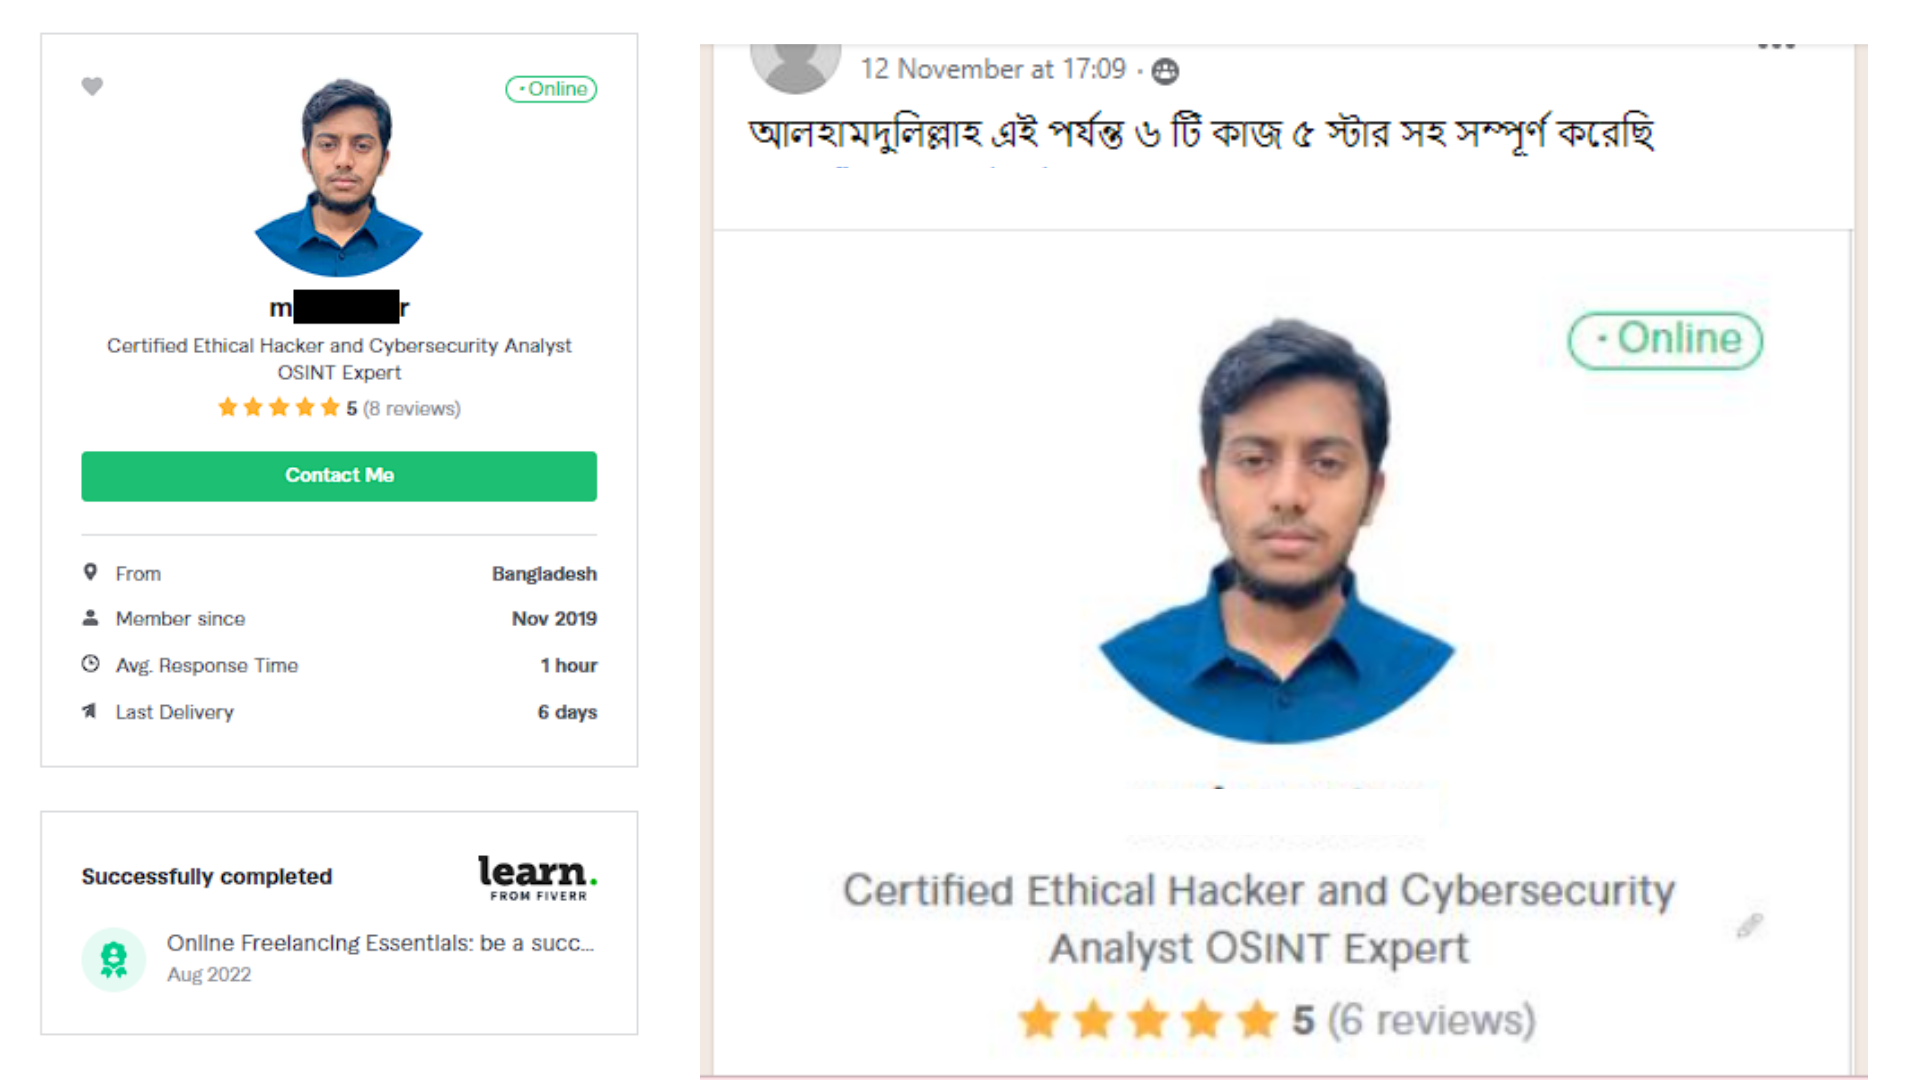 • Online
m r
Certified Ethical Hacker and Cybersecurity Analyst
OSINT Expert
5 (8 reviews)
Contact Me
From Bangladesh
Member since Nov 2019
Avg. Response Time 1 hour
Last Delivery 6 days
Successfully completed
learn.
FROM FIVERR
Online Freelancing Essentials: be a succ...
Aug 2022
12 November at 17:09 ·
আলহামদুলিল্লাহ এই পর্যন্ত ৬ টি কাজ ৫ স্টার সহ সম্পূর্ণ করেছি
• Online
Certified Ethical Hacker and Cybersecurity
Analyst OSINT Expert
5 (6 reviews)